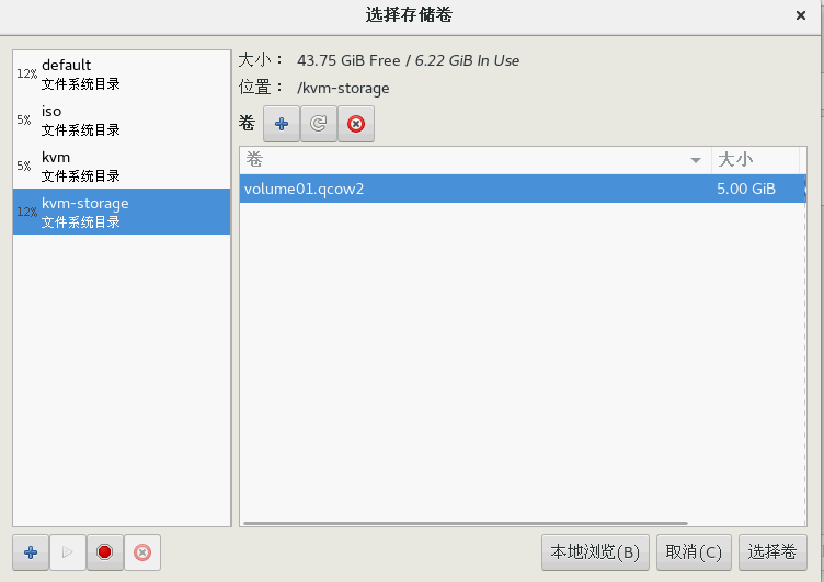 选择存储卷
12% default
文件系统目录
5% iso
文件系统目录
5% kvm
文件系统目录
12% kvm-storage
文件系统目录
大小： 43.75 GiB Free / 6.22 GiB In Use
位置： /kvm-storage
卷
卷 大小
volume01.qcow2 5.00 GiB
本地浏览(B) 取消(C) 选择卷